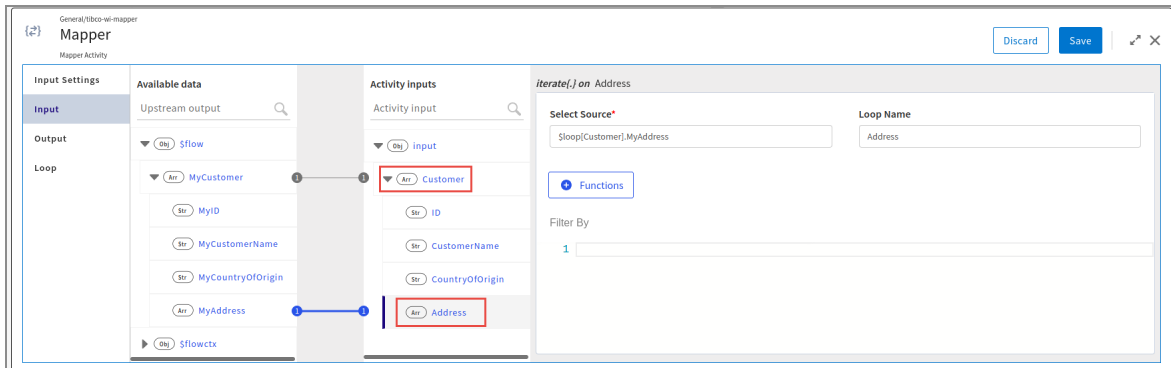 General/tibco-wi-mapper
Mapper
Mapper Activity
Discard
Save
Input Settings
Input
Output
Loop
Available data
Upstream output
Obj $flow
Arr MyCustomer
1
Str MyID
Str MyCustomerName
Str MyCountryOfOrigin
Arr MyAddress
1
Obj $flowctx
Activity inputs
Activity input
Obj input
1
Arr Customer
Str ID
Str CustomerName
Str CountryOfOrigin
1
Arr Address
iterate{.} on Address
Select Source*
$loop[Customer].MyAddress
Loop Name
Address
Functions
Filter By
1